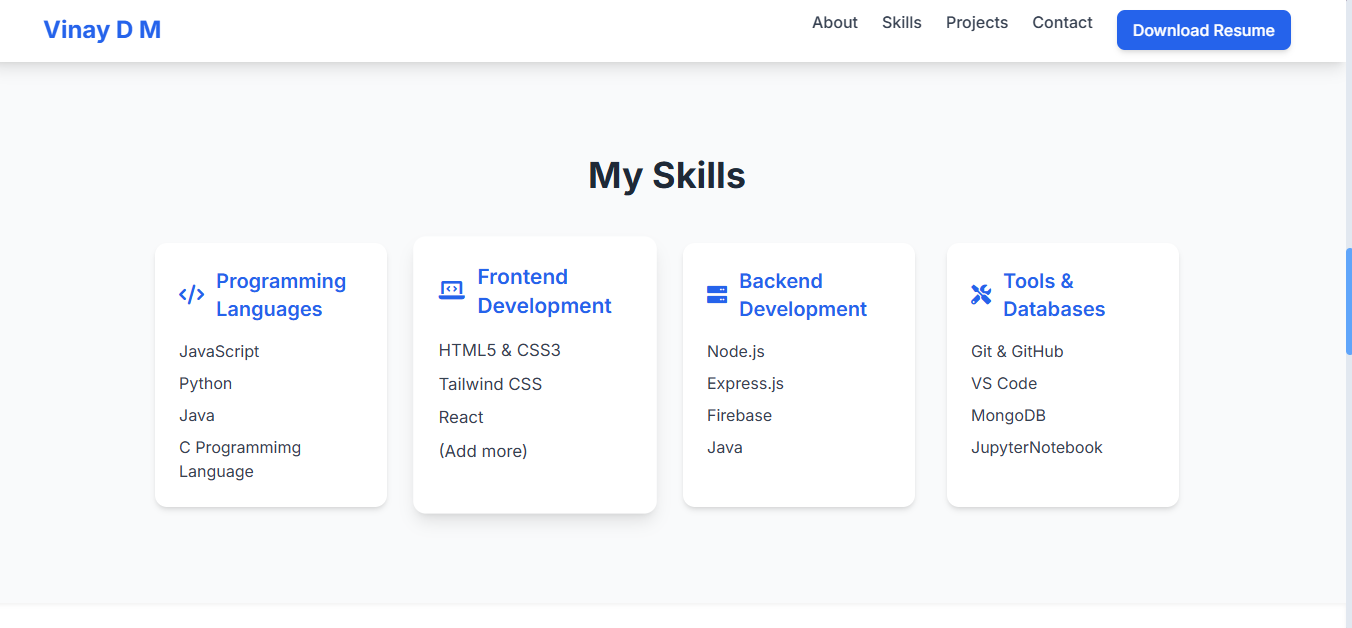 Vinay D M
About
Skills
Projects
Contact
Download Resume
My Skills
Programming
Languages
JavaScript
Python
Java
C Programmimg
Language
Frontend
Development
HTML5 & CSS3
Tailwind CSS
React
(Add more)
Backend
Development
Node.js
Express.js
Firebase
Java
Tools &
Databases
Git & GitHub
VS Code
MongoDB
JupyterNotebook